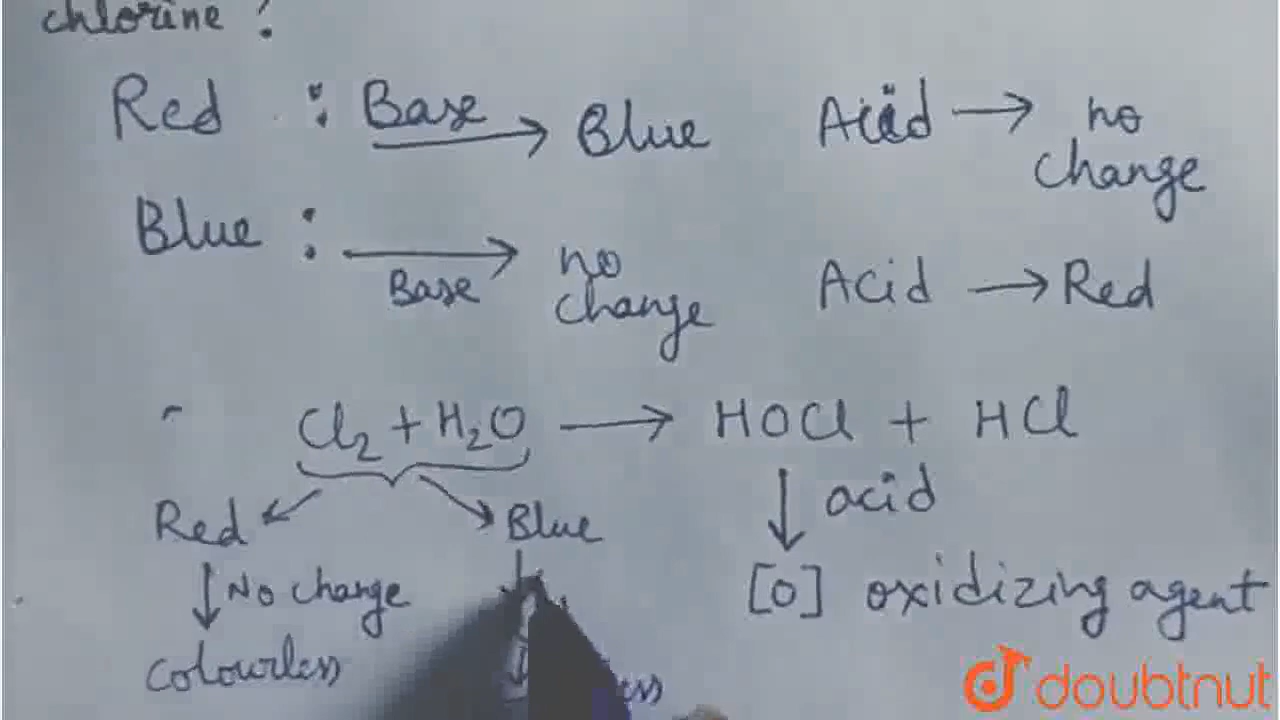 chlorine ?
Red : Base → Blue Acid → no change
Blue : Base → no change Acid → Red
Cl₂ + H₂O → HOCl + HCl
Red Blue ↓ acid
↓ No change [O] oxidizing agent
colourless
doubtnut